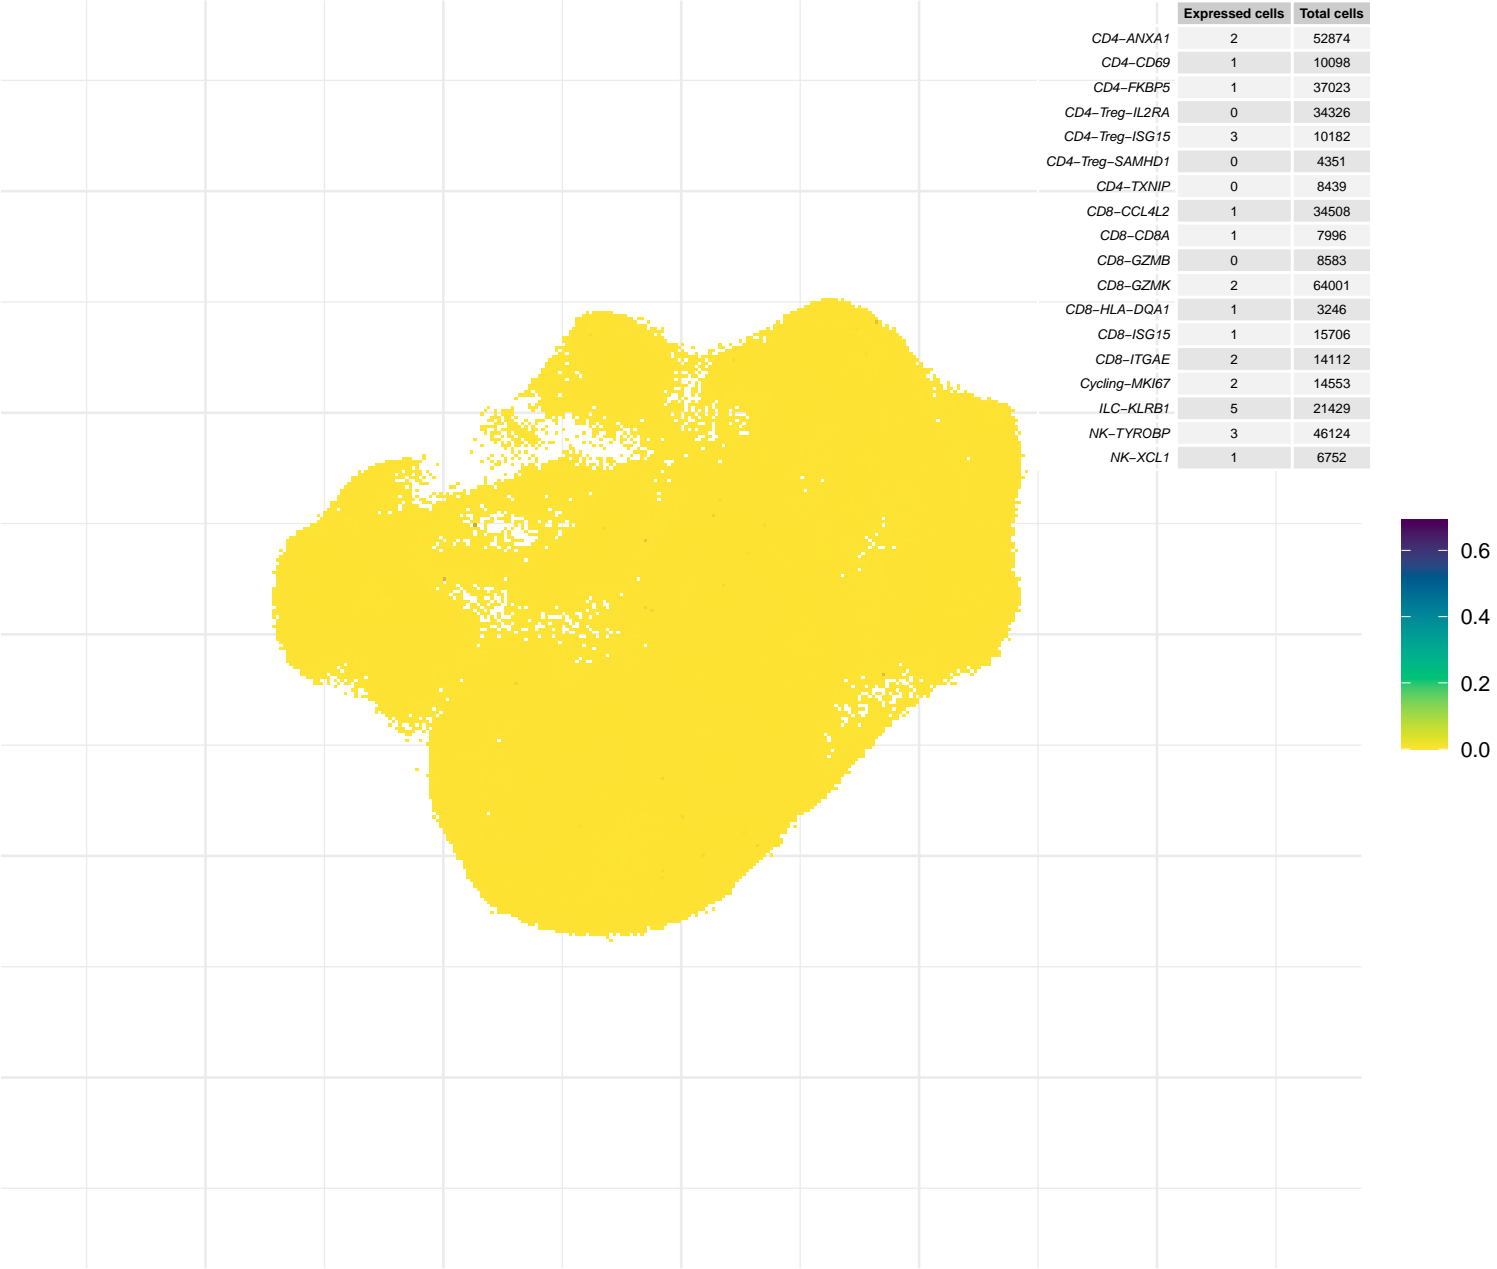 Expressed cells Total cells
CD4−ANXA1 2 52874
CD4−CD69 1 10098
CD4−FKBP5 1 37023
CD4−Treg−IL2RA 0 34326
CD4−Treg−ISG15 3 10182
CD4−Treg−SAMHD1 0 4351
CD4−TXNIP 0 8439
CD8−CCL4L2 1 34508
CD8−CD8A 1 7996
CD8−GZMB 0 8583
CD8−GZMK 2 64001
CD8−HLA−DQA1 1 3246
CD8−ISG15 1 15706
CD8−ITGAE 2 14112
Cycling−MKI67 2 14553
ILC−KLRB1 5 21429
NK−TYROBP 3 46124
NK−XCL1 1 6752
0.6
0.4
0.2
0.0